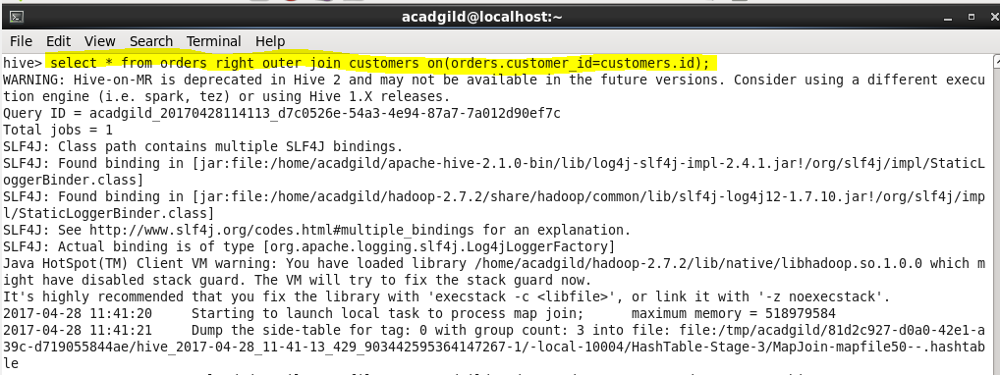 acadgild@localhost:~
File Edit View Search Terminal Help
hive> select * from orders right outer join customers on(orders.customer_id=customers.id);
WARNING: Hive-on-MR is deprecated in Hive 2 and may not be available in the future versions. Consider using a different execu
tion engine (i.e. spark, tez) or using Hive 1.X releases.
Query ID = acadgild_20170428114113_d7c0526e-54a3-4e94-87a7-7a012d90ef7c
Total jobs = 1
SLF4J: Class path contains multiple SLF4J bindings.
SLF4J: Found binding in [jar:file:/home/acadgild/apache-hive-2.1.0-bin/lib/log4j-slf4j-impl-2.4.1.jar!/org/slf4j/impl/StaticL
oggerBinder.class]
SLF4J: Found binding in [jar:file:/home/acadgild/hadoop-2.7.2/share/hadoop/common/lib/slf4j-log4j12-1.7.10.jar!/org/slf4j/imp
l/StaticLoggerBinder.class]
SLF4J: See http://www.slf4j.org/codes.html#multiple_bindings for an explanation.
SLF4J: Actual binding is of type [org.apache.logging.slf4j.Log4jLoggerFactory]
Java HotSpot(TM) Client VM warning: You have loaded library /home/acadgild/hadoop-2.7.2/lib/native/libhadoop.so.1.0.0 which m
ight have disabled stack guard. The VM will try to fix the stack guard now.
It's highly recommended that you fix the library with 'execstack -c <libfile>', or link it with '-z noexecstack'.
2017-04-28 11:41:20 Starting to launch local task to process map join; maximum memory = 518979584
2017-04-28 11:41:21 Dump the side-table for tag: 0 with group count: 3 into file: file:/tmp/acadgild/81d2c927-d0a0-42e1-a
39c-d719055844ae/hive_2017-04-28_11-41-13_429_903442595364147267-1/-local-10004/HashTable-Stage-3/MapJoin-mapfile50--.hashtab
le